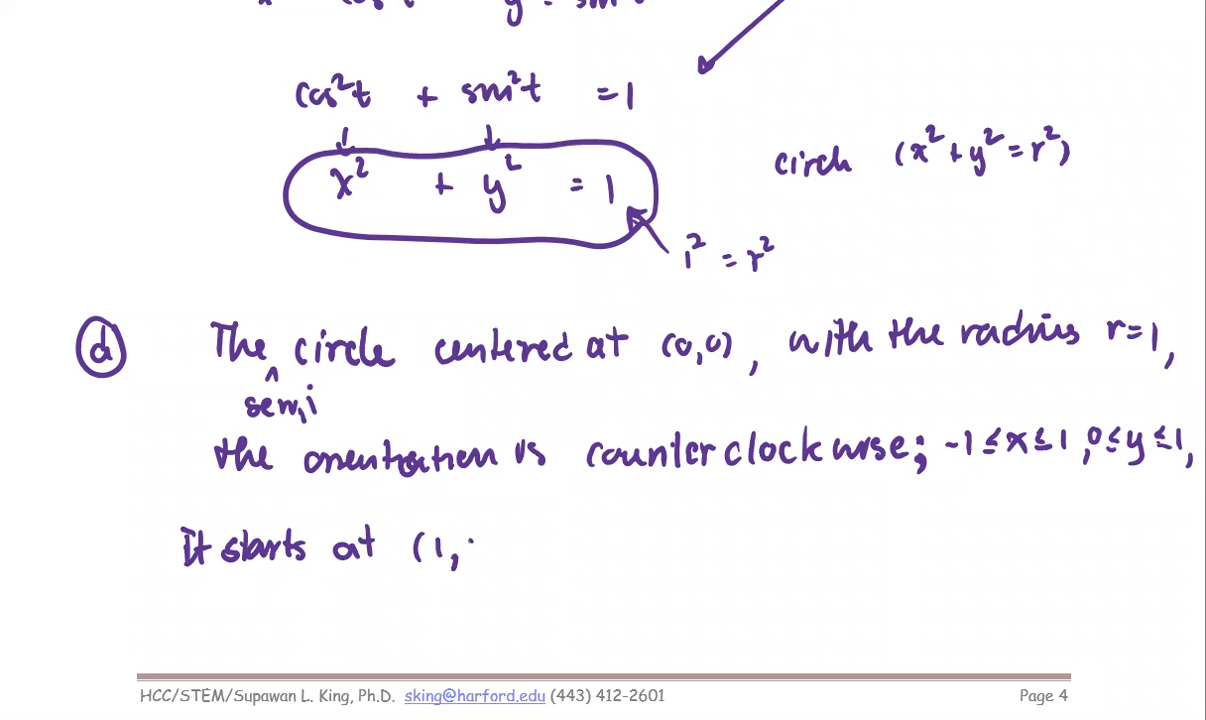 cos²t + sin²t = 1
x² + y² = 1
circle (x² + y² = r²)
1² = r²
d The circle centered at (0,0), with the radius r=1,
^
semi
the orientation is counter clockwise; -1 ≤ x ≤ 1, 0 ≤ y ≤ 1,
It starts at (1,
HCC/STEM/Supawan L. King, Ph.D. sking@harford.edu (443) 412-2601 Page 4